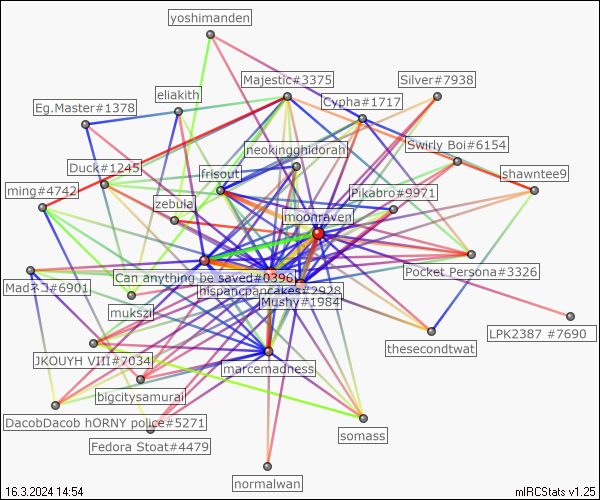 yoshimanden
Majestic#3375
Silver#7938
eliakith
Cypha#1717
Eg.Master#1378
neokingghidorah
Swirly Boi#6154
Duck#1245
frisout
shawntee9
ming#4742
Pikabro#9971
zebula
moonraven
Can anything be saved#0396
Pocket Persona#3326
Madネコ#6901
hispancpancakes#2928
Mushy#1984
mukszi
LPK2387 #7690
JKOUYH VIII#7034
thesecondtwat
marcemadness
bigcitysamurai
DacobDacob hORNY police#5271
somass
Fedora Stoat#4479
normalwan
16.3.2024 14:54
mIRCStats v1.25